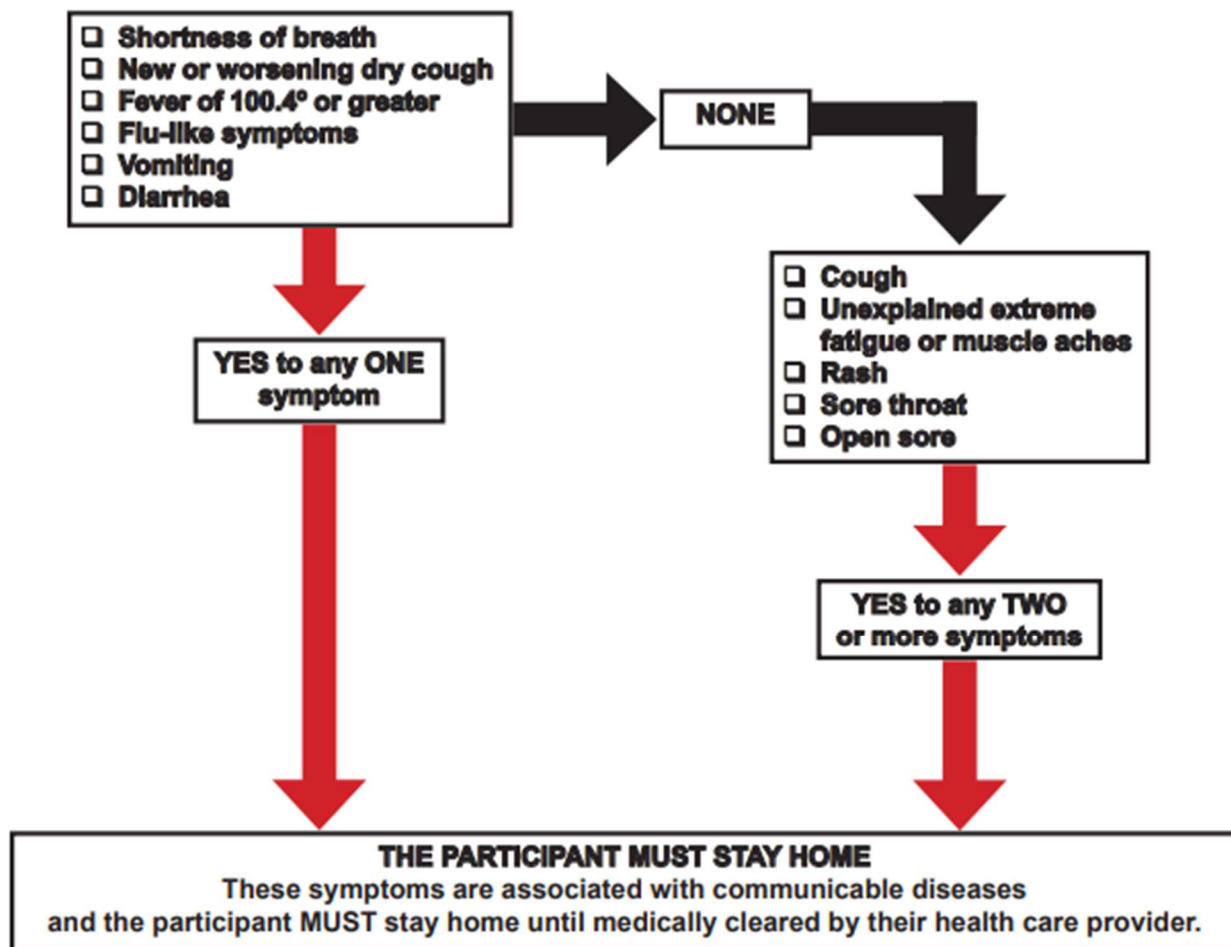 ❑ Shortness of breath
❑ New or worsening dry cough
❑ Fever of 100.4º or greater
❑ Flu-like symptoms
❑ Vomiting
❑ Diarrhea
NONE
YES to any ONE
symptom
❑ Cough
❑ Unexplained extreme
fatigue or muscle aches
❑ Rash
❑ Sore throat
❑ Open sore
YES to any TWO
or more symptoms
THE PARTICIPANT MUST STAY HOME
These symptoms are associated with communicable diseases
and the participant MUST stay home until medically cleared by their health care provider.